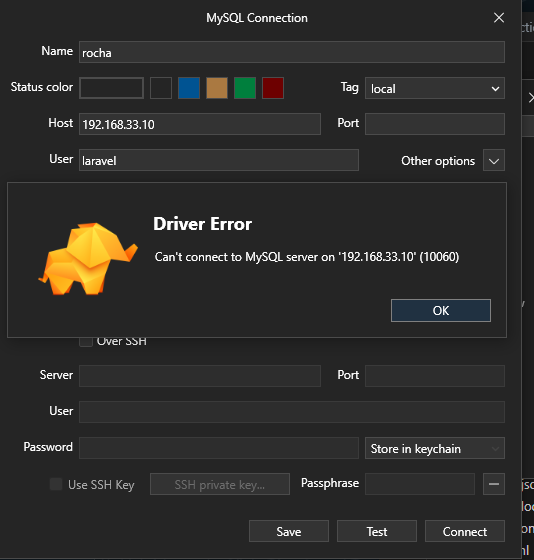 MySQL Connection
Name rocha
Status color Tag local
Host 192.168.33.10 Port
User laravel Other options
Driver Error
Can't connect to MySQL server on '192.168.33.10' (10060)
OK
Over SSH
Server Port
User
Password Store in keychain
Use SSH Key SSH private key... Passphrase
Save Test Connect